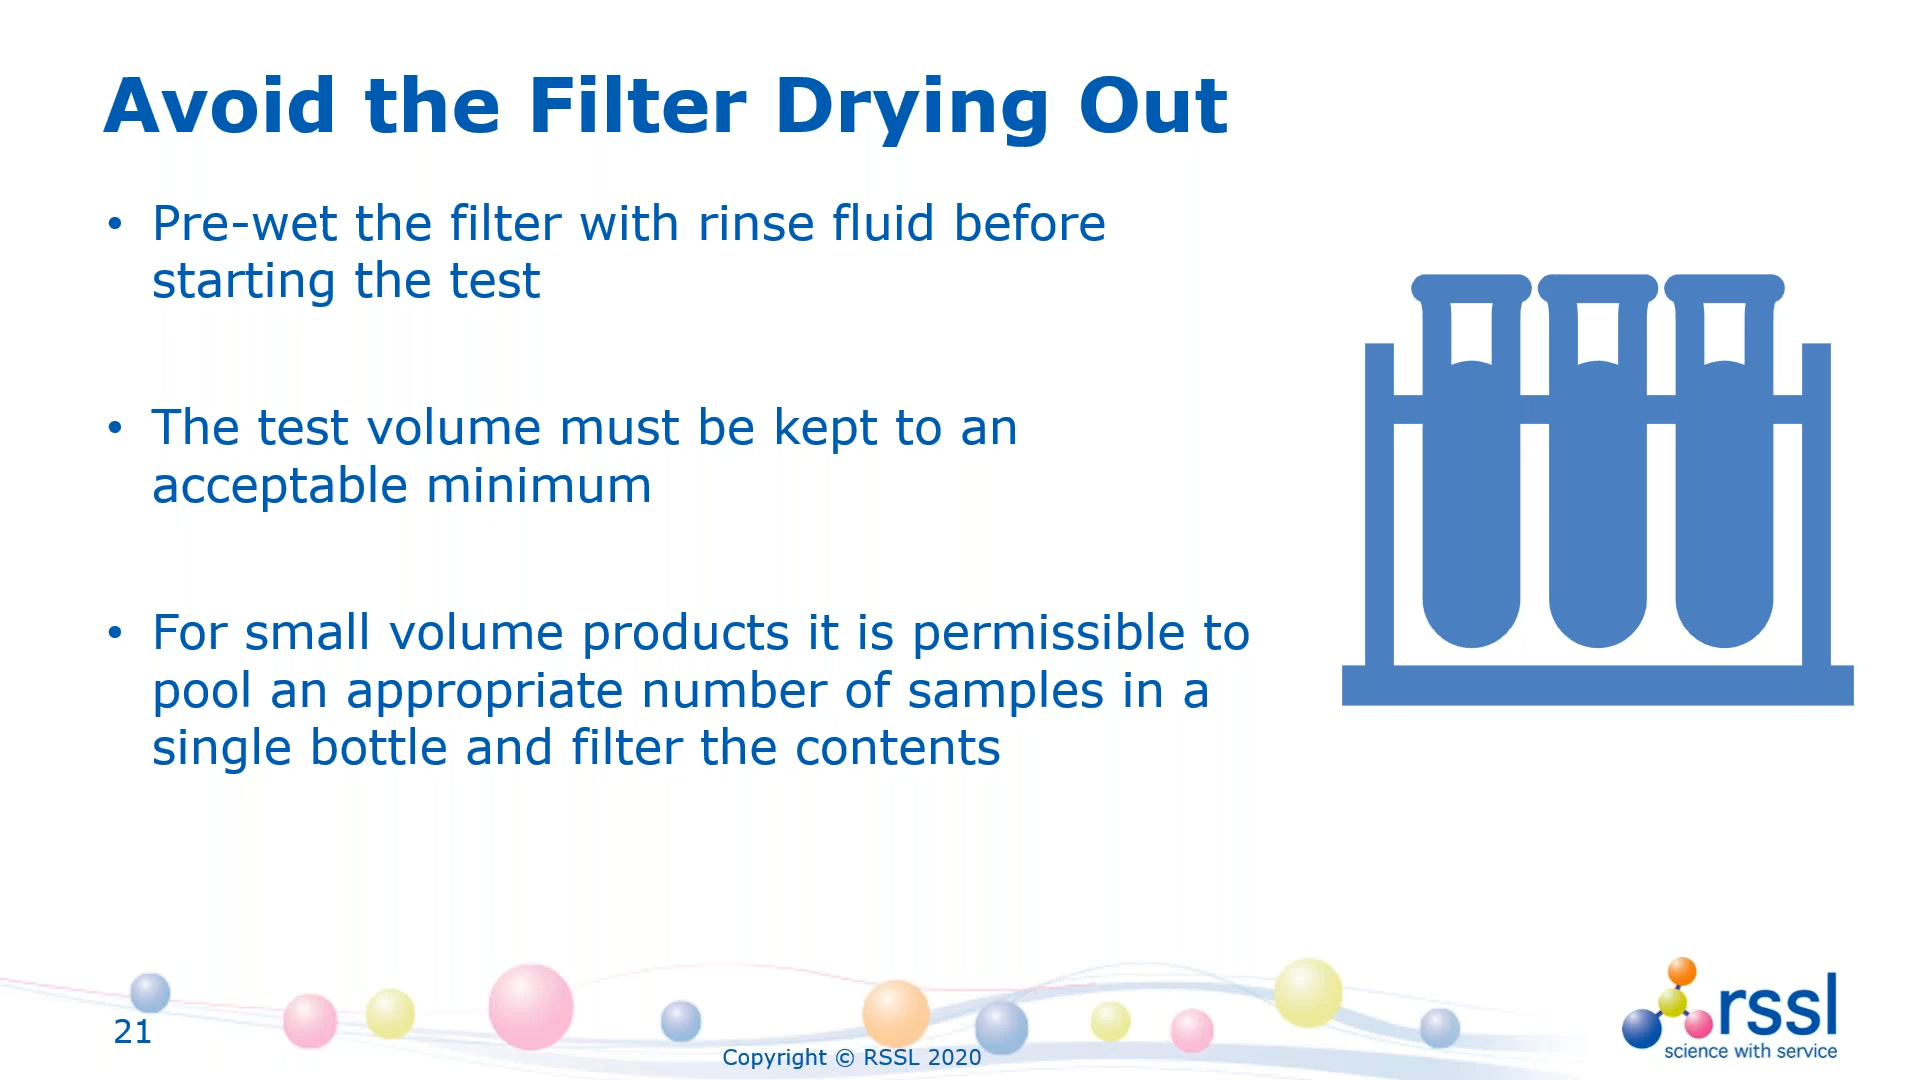 Avoid the Filter Drying Out
• Pre-wet the filter with rinse fluid before
starting the test
• The test volume must be kept to an
acceptable minimum
• For small volume products it is permissible to
pool an appropriate number of samples in a
single bottle and filter the contents
21
Copyright © RSSL 2020
rssl
science with service